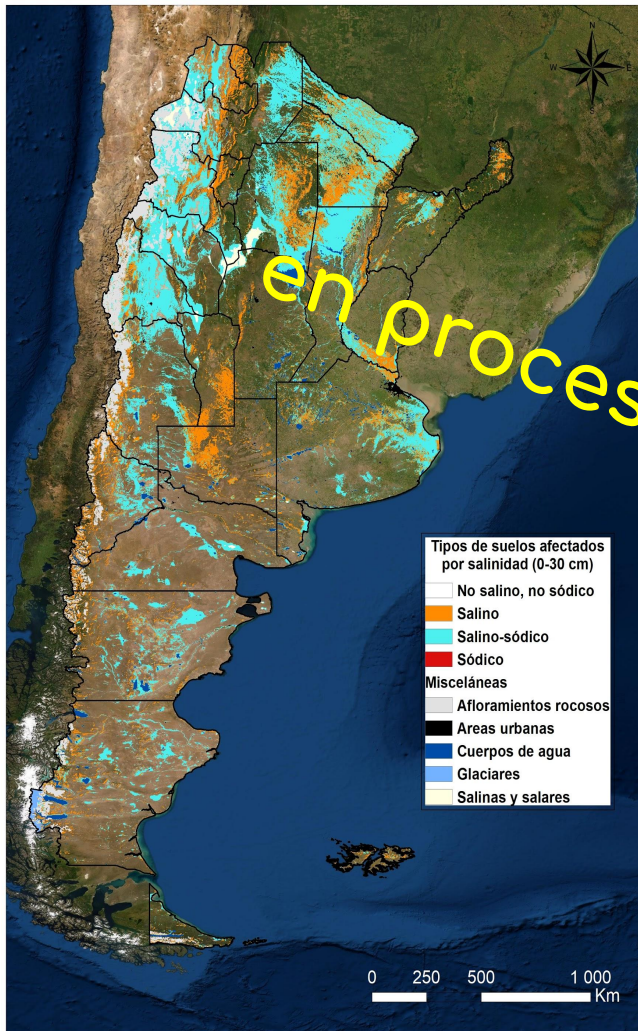 N
W E
S
en proces
Tipos de suelos afectados
por salinidad (0-30 cm)
No salino, no sódico
Salino
Salino-sódico
Sódico
Misceláneas
Afloramientos rocosos
Areas urbanas
Cuerpos de agua
Glaciares
Salinas y salares
0 250 500 1 000
Km